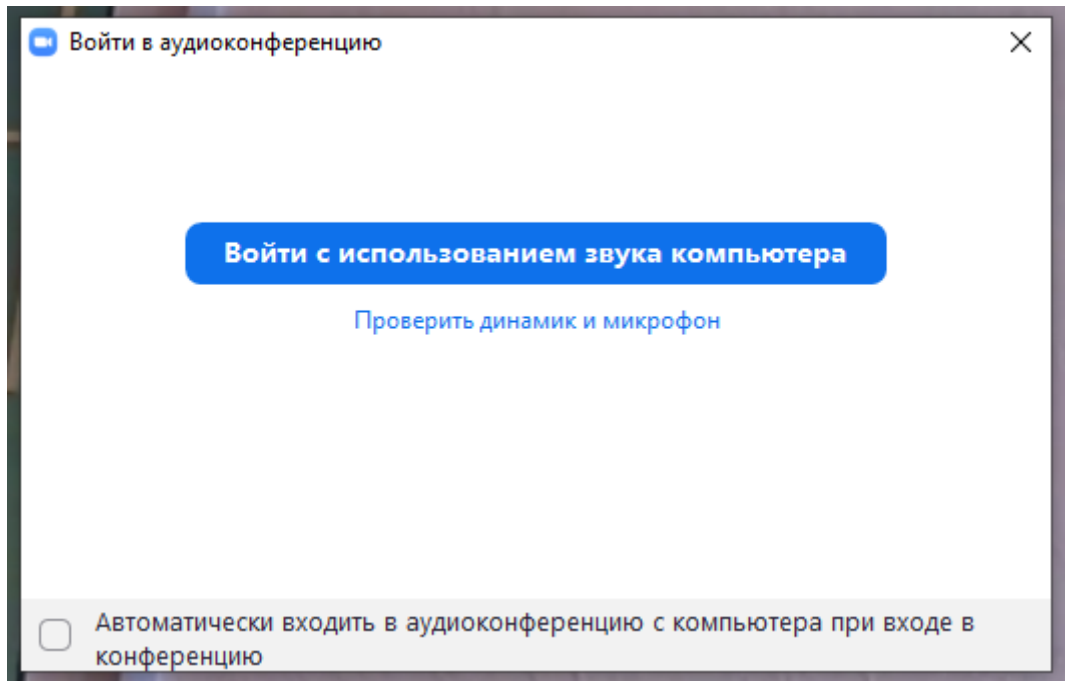 Войти в аудиоконференцию
Войти с использованием звука компьютера
Проверить динамик и микрофон
Автоматически входить в аудиоконференцию с компьютера при входе в
конференцию